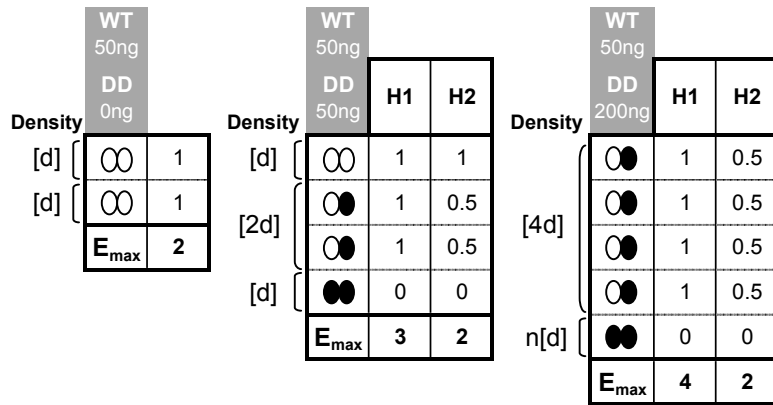 WT
50ng
DD
0ng
Density
[d] 1
[d] 1
Emax 2
WT
50ng
DD
50ng
H1 H2
Density
[d] 1 1
[2d] 1 0.5
1 0.5
[d] 0 0
Emax 3 2
WT
50ng
DD
200ng
H1 H2
Density
[4d] 1 0.5
1 0.5
1 0.5
1 0.5
n[d] 0 0
Emax 4 2